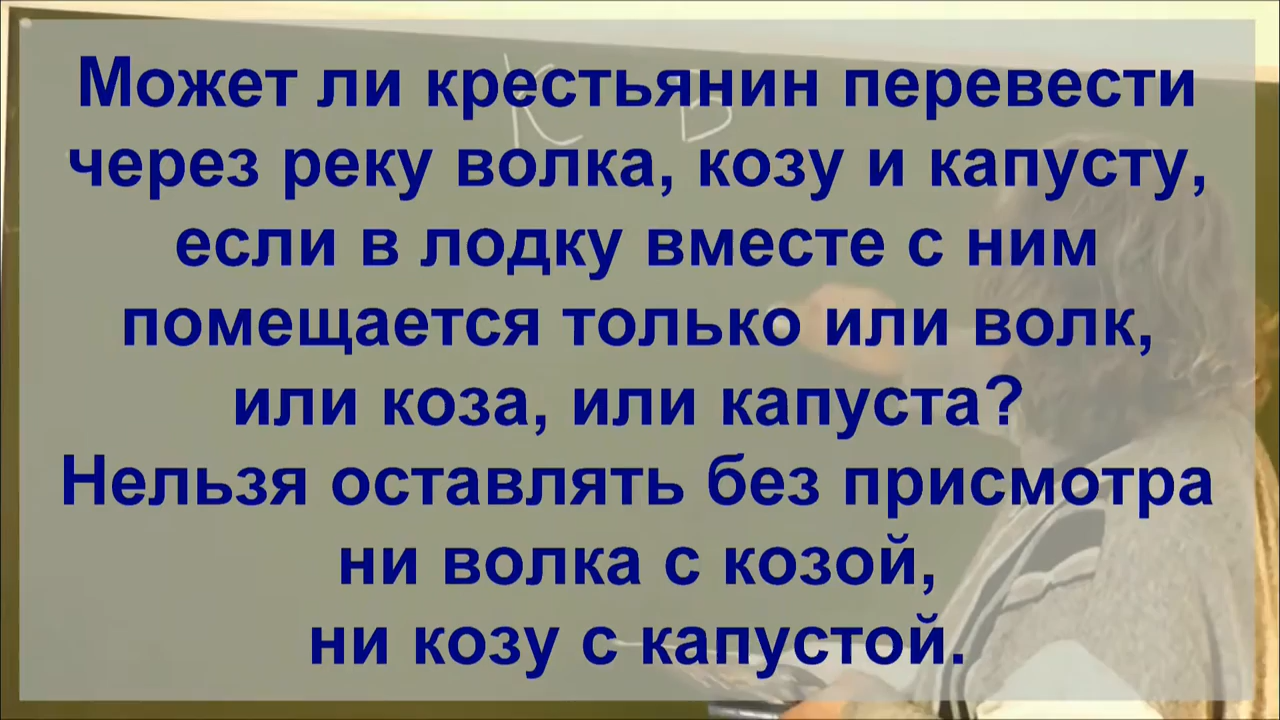 К В
Может ли крестьянин перевести
через реку волка, козу и капусту,
если в лодку вместе с ним
помещается только или волк,
или коза, или капуста?
Нельзя оставлять без присмотра
ни волка с козой,
ни козу с капустой.